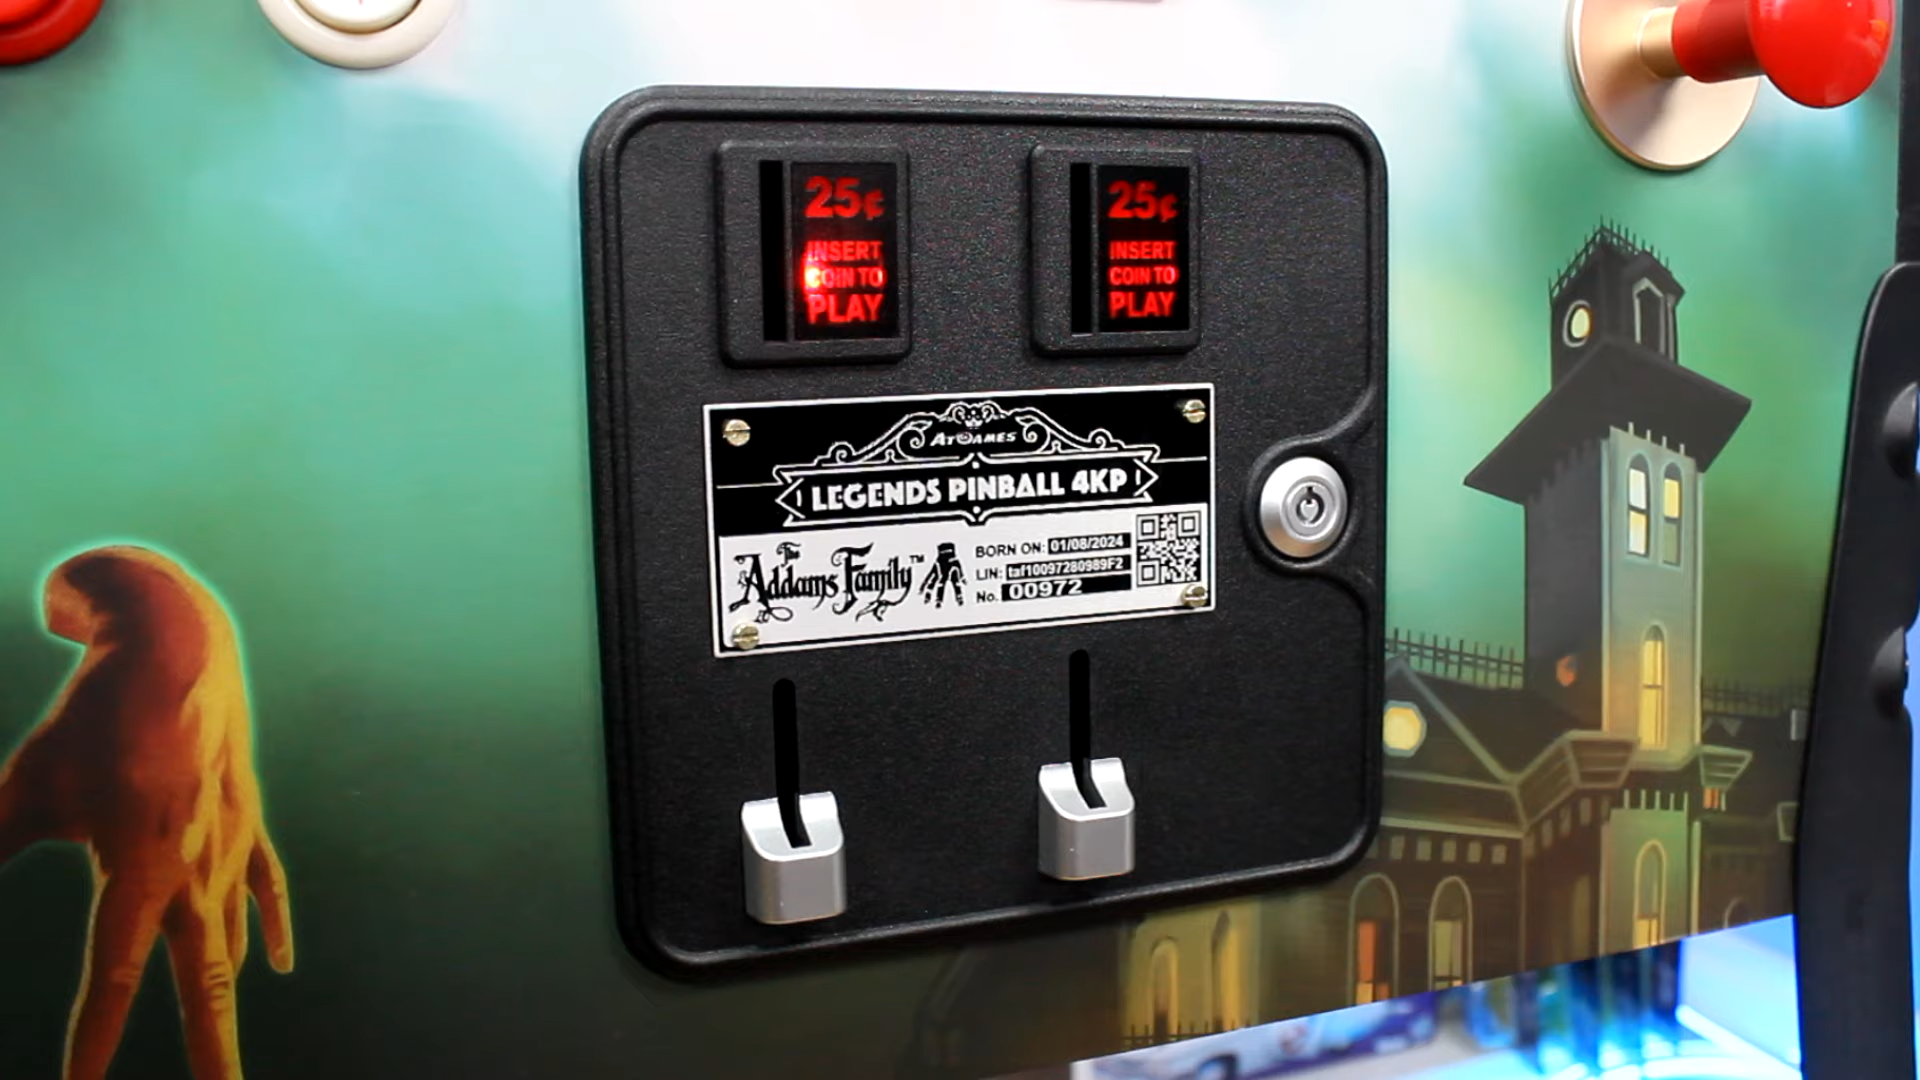 25¢
INSERT
COIN TO
PLAY
25¢
INSERT
COIN TO
PLAY
ATGAMES
LEGENDS PINBALL 4KP
The
Addams Family™
BORN ON: 01/08/2024
LIN: taf10097280989F2
No. 00972